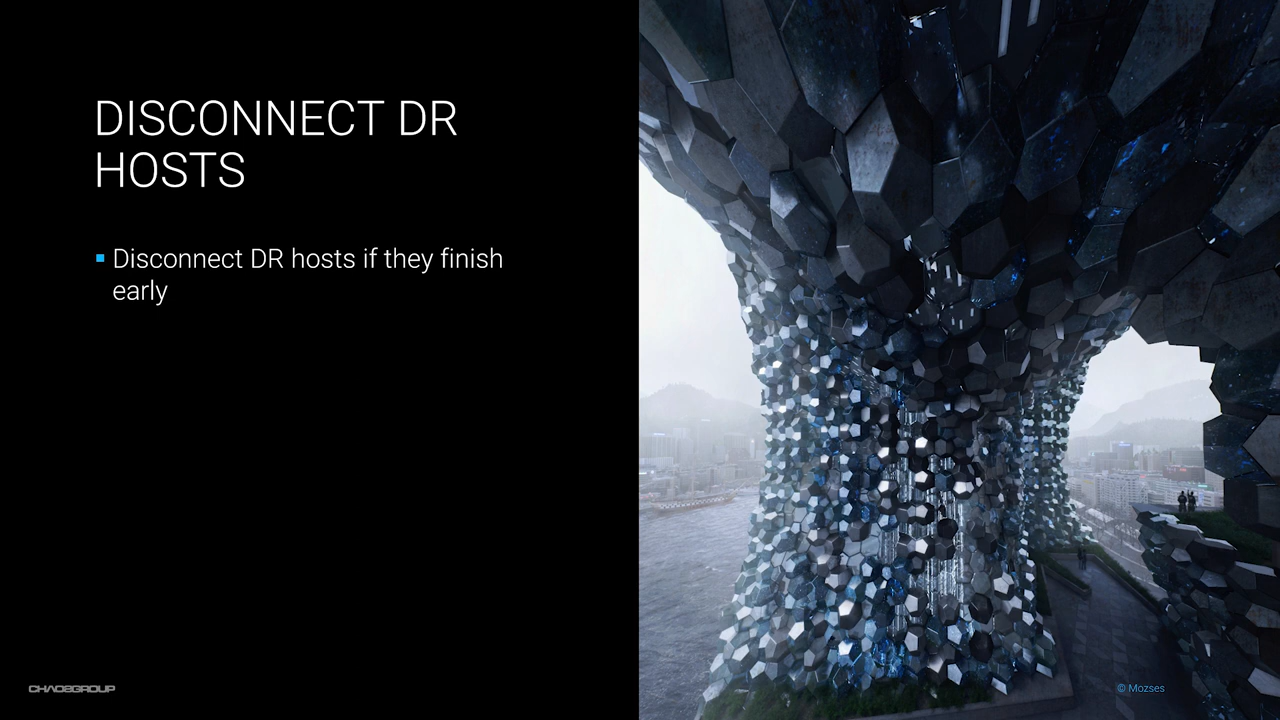 DISCONNECT DR
HOSTS
Disconnect DR hosts if they finish
early
CHAOSGROUP
© Mozses